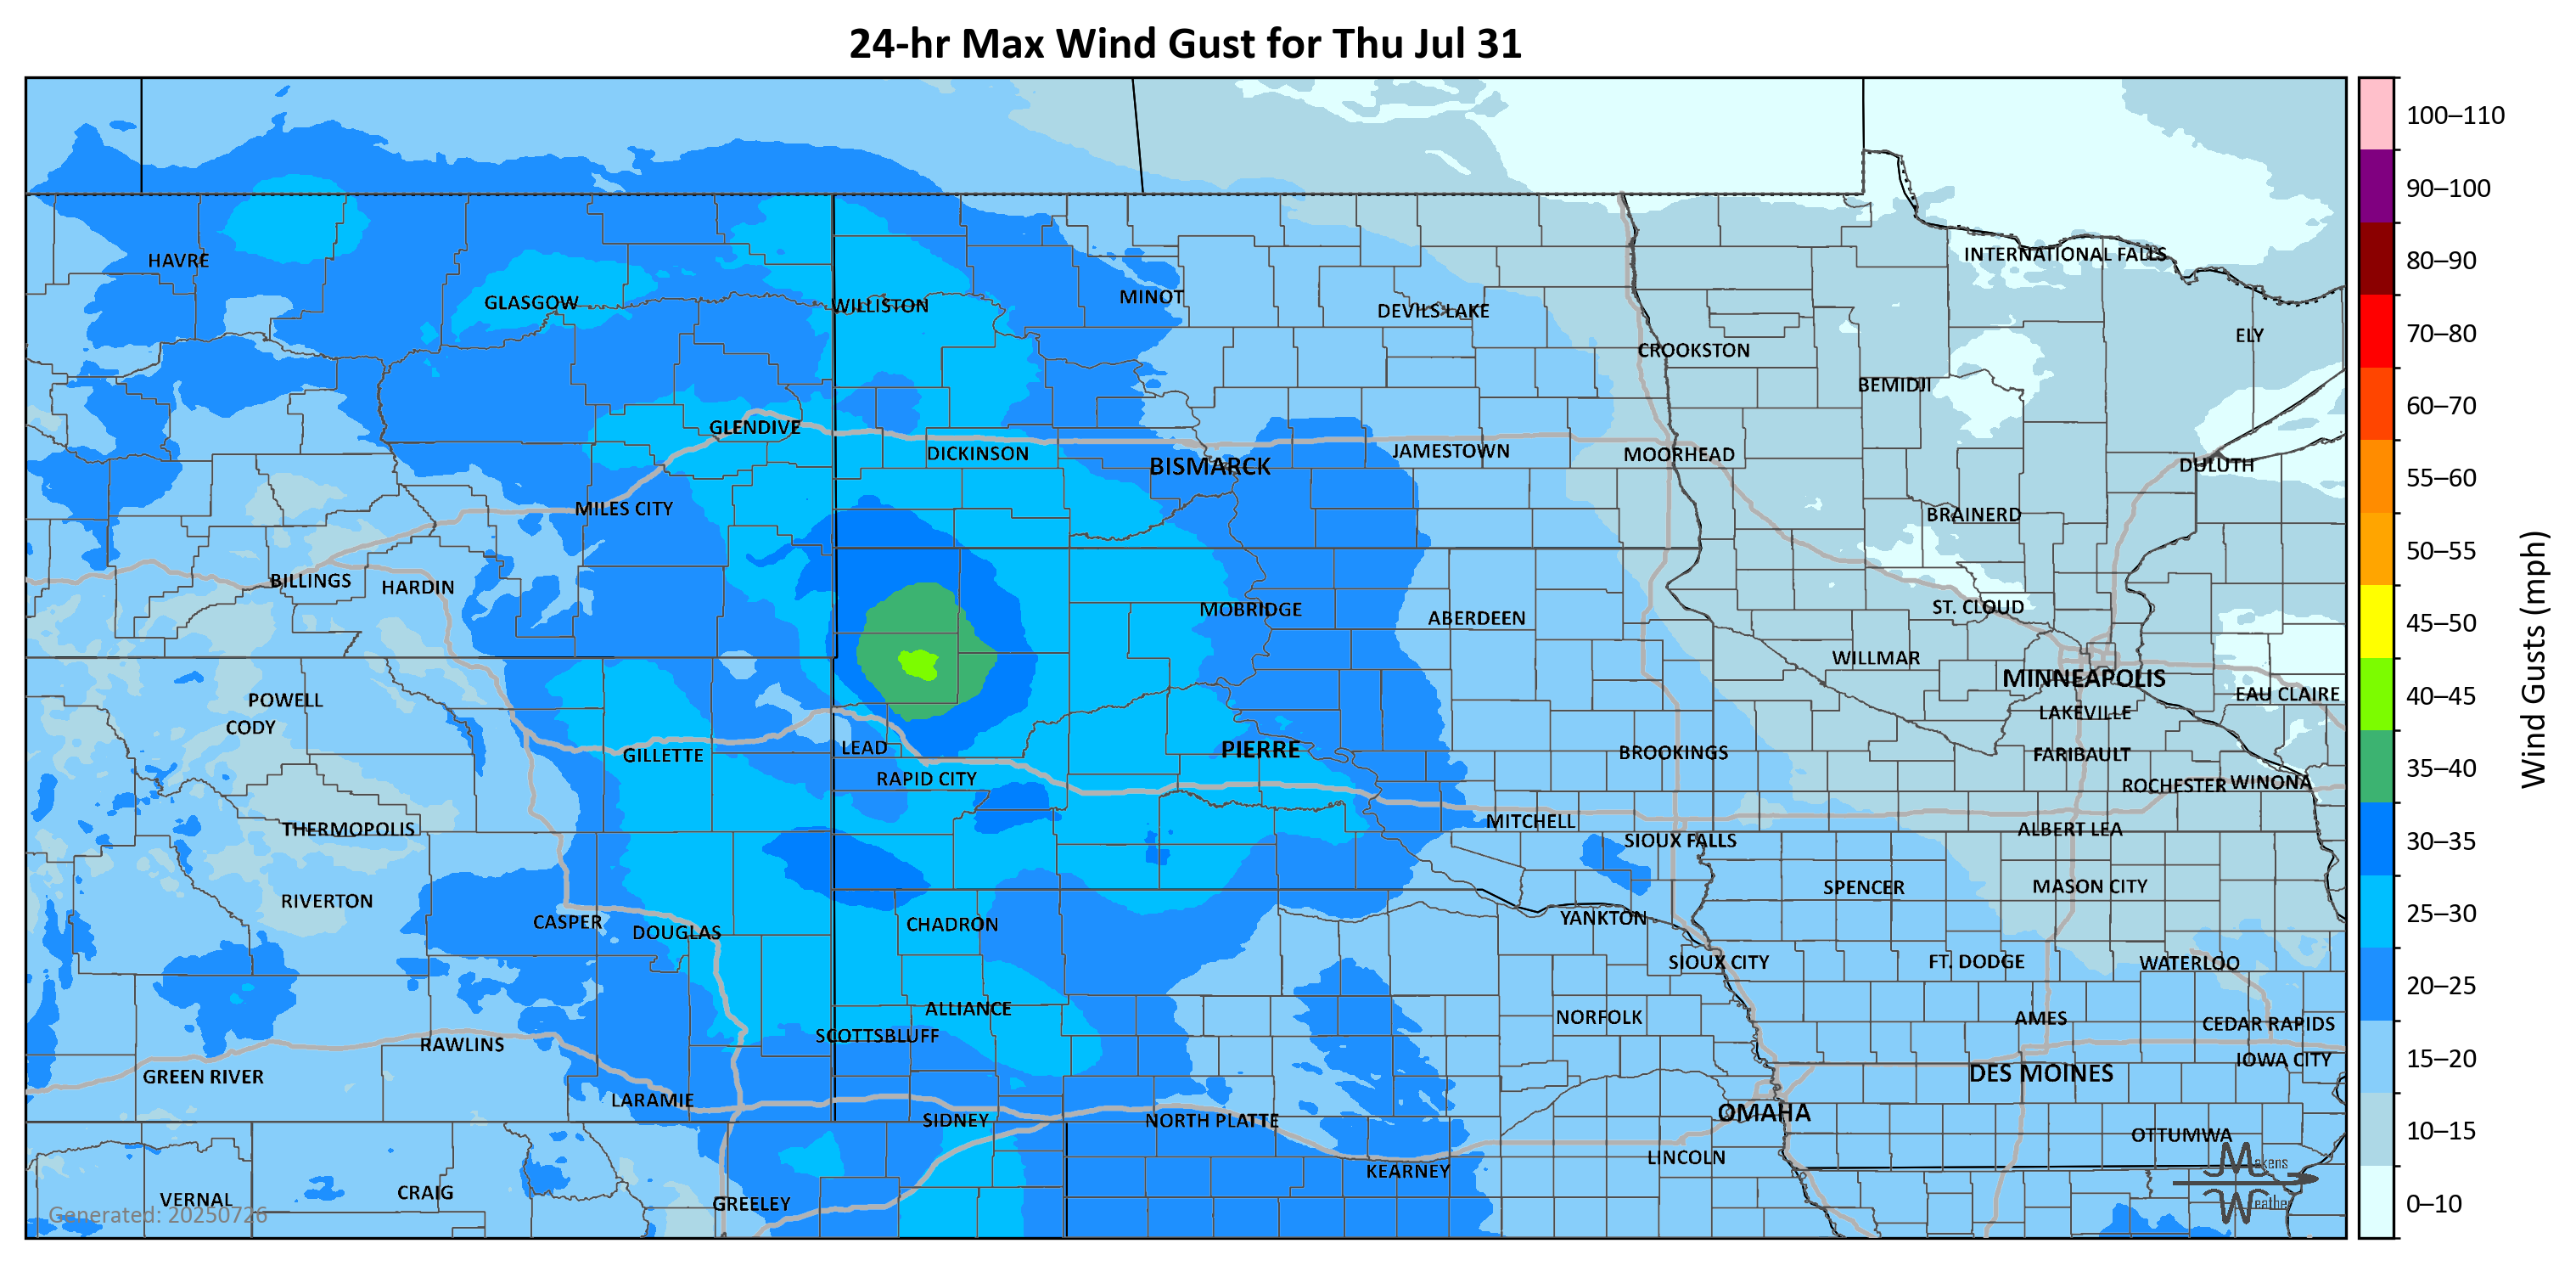 24-hr Max Wind Gust for Thu Jul 31
100–110
90–100
80–90
70–80
60–70
55–60
50–55
45–50
40–45
35–40
30–35
25–30
20–25
15–20
10–15
0–10
Wind Gusts (mph)
HAVRE
INTERNATIONAL FALLS
GLASGOW
WILLISTON
MINOT
DEVILS LAKE
ELY
CROOKSTON
BEMIDJI
GLENDIVE
DICKINSON
BISMARCK
JAMESTOWN
MOORHEAD
DULUTH
MILES CITY
BRAINERD
BILLINGS
HARDIN
MOBRIDGE
ABERDEEN
ST. CLOUD
WILLMAR
MINNEAPOLIS
EAU CLAIRE
POWELL
CODY
LAKEVILLE
GILLETTE
LEAD
PIERRE
BROOKINGS
FARIBAULT
RAPID CITY
ROCHESTER
WINONA
THERMOPOLIS
MITCHELL
SIOUX FALLS
ALBERT LEA
RIVERTON
SPENCER
MASON CITY
CASPER
DOUGLAS
CHADRON
YANKTON
SIOUX CITY
FT. DODGE
WATERLOO
ALLIANCE
NORFOLK
AMES
CEDAR RAPIDS
SCOTTSBLUFF
RAWLINS
IOWA CITY
GREEN RIVER
DES MOINES
LARAMIE
SIDNEY
NORTH PLATTE
OMAHA
OTTUMWA
KEARNEY
LINCOLN
VERNAL
CRAIG
GREELEY
Generated: 20250726
Makens
Weather